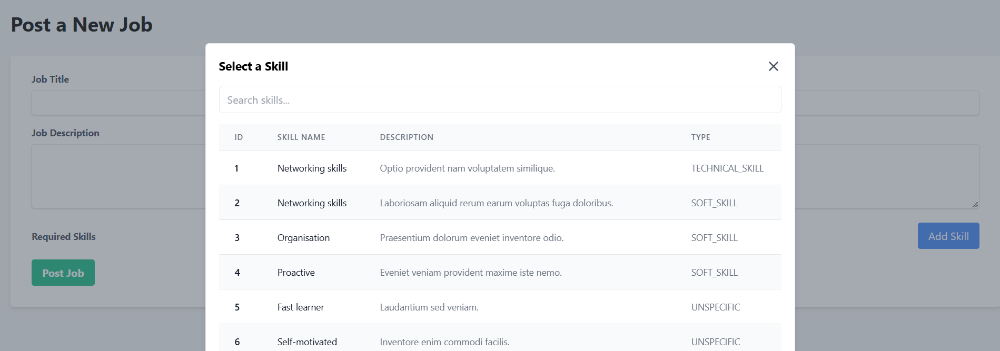 Post a New Job
Select a Skill
Job Title
Search skills...
Job Description
ID SKILL NAME DESCRIPTION TYPE
1 Networking skills Optio provident nam voluptatem similique. TECHNICAL_SKILL
2 Networking skills Laboriosam aliquid rerum earum voluptas fuga doloribus. SOFT_SKILL
Required Skills
3 Organisation Praesentium dolorum eveniet inventore odio. SOFT_SKILL
Add Skill
Post Job
4 Proactive Eveniet veniam provident maxime iste nemo. SOFT_SKILL
5 Fast learner Laudantium sed veniam. UNSPECIFIC
6 Self-motivated Inventore enim commodi facilis. UNSPECIFIC